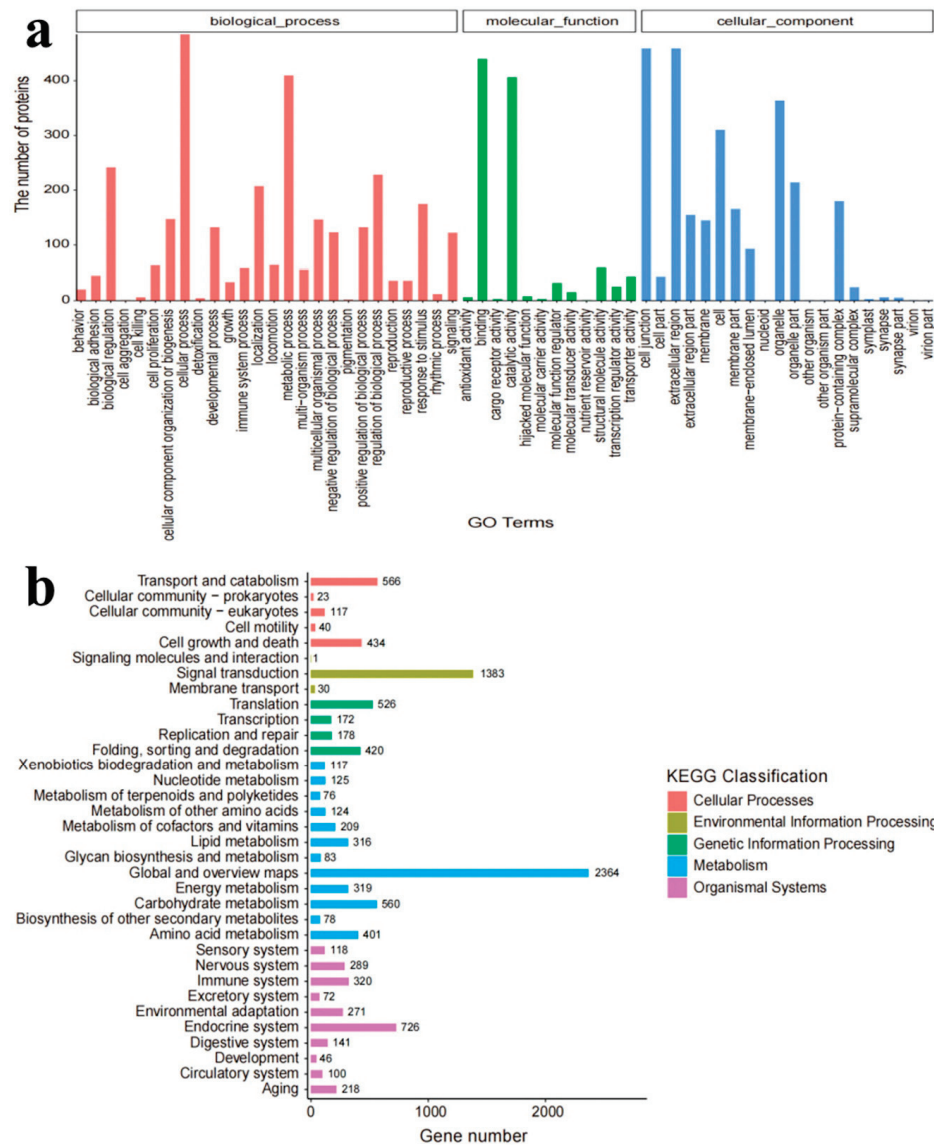 a
biological_process
molecular_function
cellular_component
The number of proteins
400
300
200
100
0
behavior
biological adhesion
biological regulation
cell aggregation
cell killing
cell proliferation
cellular component organization or biogenesis
cellular process
detoxification
developmental process
growth
immune system process
localization
locomotion
metabolic process
multi-organism process
multicellular organismal process
negative regulation of biological process
pigmentation
positive regulation of biological process
regulation of biological process
reproduction
reproductive process
response to stimulus
rhythmic process
signaling
antioxidant activity
binding
cargo receptor activity
catalytic activity
hijacked molecular function
molecular carrier activity
molecular function regulator
molecular transducer activity
nutrient reservoir activity
structural molecule activity
transcription regulator activity
transporter activity
cell junction
cell part
extracellular region
extracellular region part
membrane
cell
membrane part
membrane-enclosed lumen
nucleoid
organelle
organelle part
other organism
other organism part
protein-containing complex
supramolecular complex
symplast
synapse
synapse part
virion
virion part
GO Terms
b
Transport and catabolism 566
Cellular community − prokaryotes 23
Cellular community − eukaryotes 117
Cell motility 40
Cell growth and death 434
Signaling molecules and interaction 1
Signal transduction 1383
Membrane transport 30
Translation 526
Transcription 172
Replication and repair 178
Folding, sorting and degradation 420
Xenobiotics biodegradation and metabolism 117
Nucleotide metabolism 125
Metabolism of terpenoids and polyketides 76
Metabolism of other amino acids 124
Metabolism of cofactors and vitamins 209
Lipid metabolism 316
Glycan biosynthesis and metabolism 83
Global and overview maps 2364
Energy metabolism 319
Carbohydrate metabolism 560
Biosynthesis of other secondary metabolites 78
Amino acid metabolism 401
Sensory system 118
Nervous system 289
Immune system 320
Excretory system 72
Environmental adaptation 271
Endocrine system 726
Digestive system 141
Development 46
Circulatory system 100
Aging 218
0 1000 2000
Gene number
KEGG Classification
Cellular Processes
Environmental Information Processing
Genetic Information Processing
Metabolism
Organismal Systems